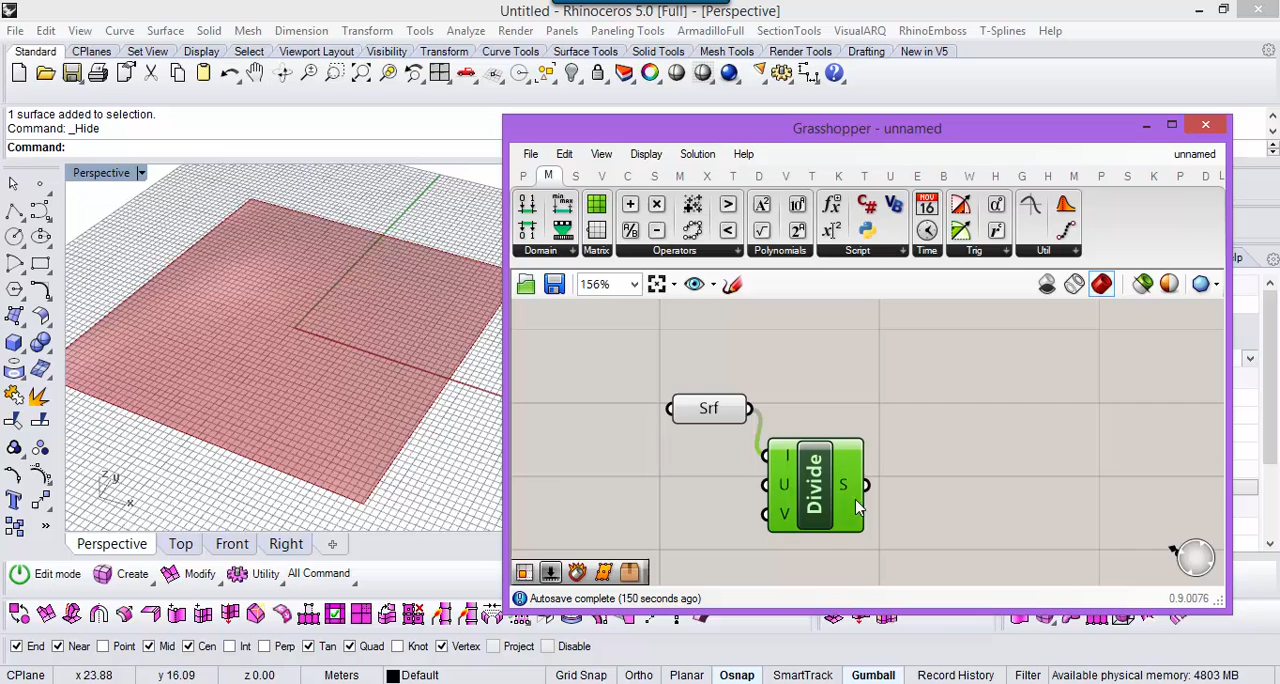 Untitled - Rhinoceros 5.0 [Full] - [Perspective]
File Edit View Curve Surface Solid Mesh Dimension Transform Tools Analyze Render Panels Paneling Tools ArmadilloFull SectionTools VisualARQ RhinoEmboss T-Splines Help
Standard CPlanes Set View Display Select Viewport Layout Visibility Transform Curve Tools Surface Tools Solid Tools Mesh Tools Render Tools Drafting New in V5
1 surface added to selection.
Command: _Hide
Command:
Perspective
Grasshopper - unnamed
File Edit View Display Solution Help unnamed
P M S V C S M X T D V T U E B W L H S K T U E N H G C H M P S K S P D L
NOV
16
Domain Matrix Operators Polynomials Script Time Trig Util
156%
Srf
I
U
V
Divide
S
z y
x
Perspective Top Front Right
Edit mode Create Modify Utility All Command
Autosave complete (150 seconds ago) 0.9.0076
End Near Point Mid Cen Int Perp Tan Quad Knot Vertex Project Disable
CPlane x 23.88 y 16.09 z 0.00 Meters Default Grid Snap Ortho Planar Osnap SmartTrack Gumball Record History Filter Available physical memory: 4803 MB